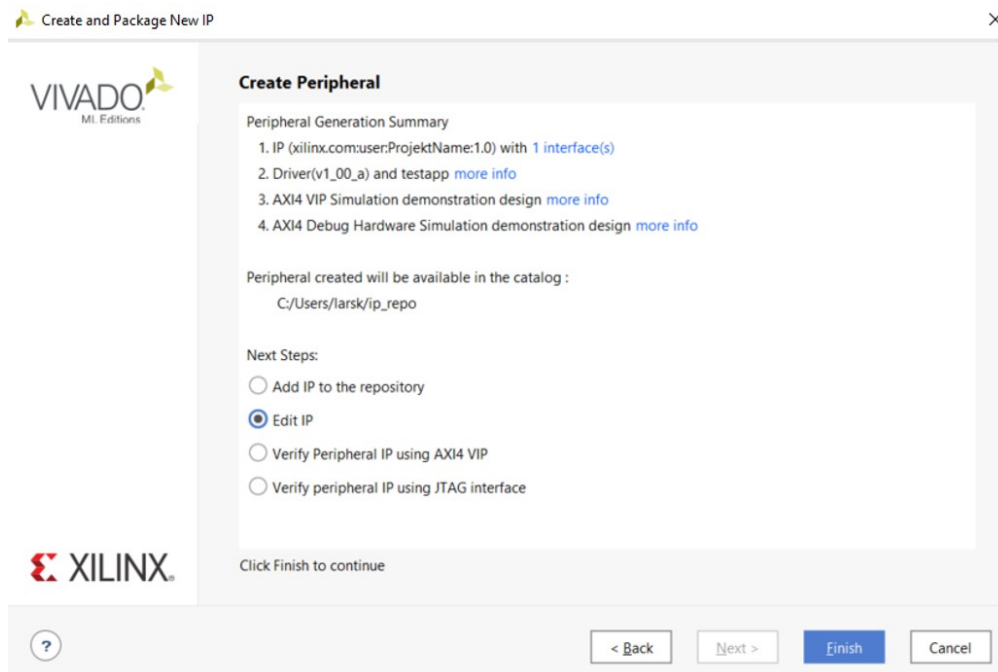 Create and Package New IP
VIVADO
ML Editions
Create Peripheral
Peripheral Generation Summary
1. IP (xilinx.com:user:ProjektName:1.0) with 1 interface(s)
2. Driver(v1_00_a) and testapp more info
3. AXI4 VIP Simulation demonstration design more info
4. AXI4 Debug Hardware Simulation demonstration design more info
Peripheral created will be available in the catalog :
C:/Users/larsk/ip_repo
Next Steps:
Add IP to the repository
Edit IP
Verify Peripheral IP using AXI4 VIP
Verify peripheral IP using JTAG interface
XILINX
Click Finish to continue
? < Back Next > Finish Cancel